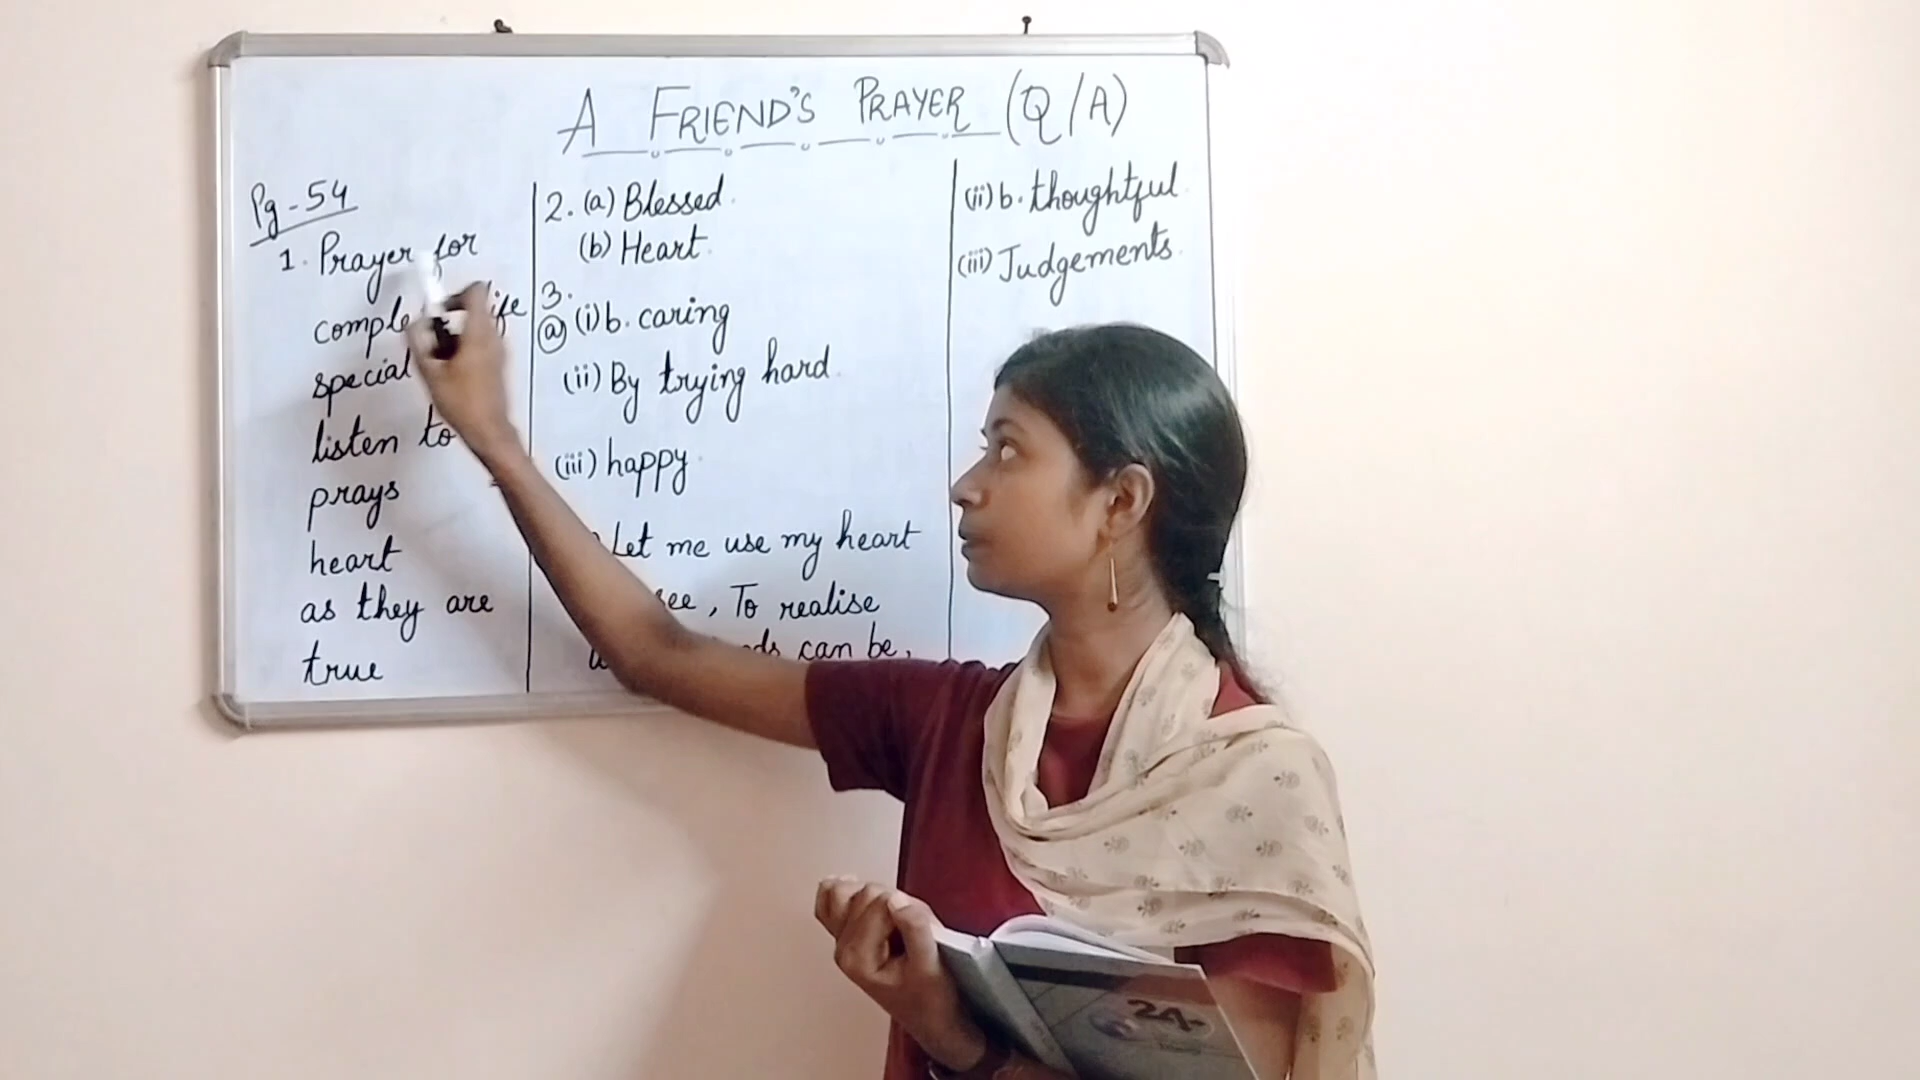 A FRIEND'S PRAYER (Q/A)
Pg-54
1. Prayer for
special
listen to
prays
heart
as they are
true
2. (a) Blessed.
(b) Heart.
3.
(a) (i) b. caring
(ii) By trying hard.
(iii) happy.
Let me use my heart
see, To realise
can be,
(ii) b. thoughtful.
(iii) Judgements.
24